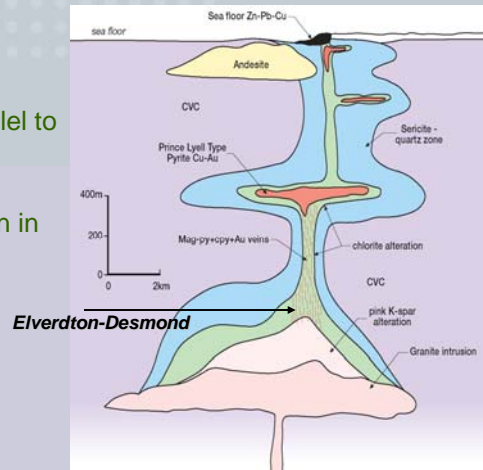 Sea floor Zn-Pb-Cu
sea floor
Andesite
lel to
CVC
Prince Lyell Type
Pyrite Cu-Au
Sericite -
quartz zone
400m
n in
200
Mag-py+cpy+Au veins
chlorite alteration
0
0
2km
CVC
Elverdton-Desmond
pink K-spar
alteration
Granite intrusion